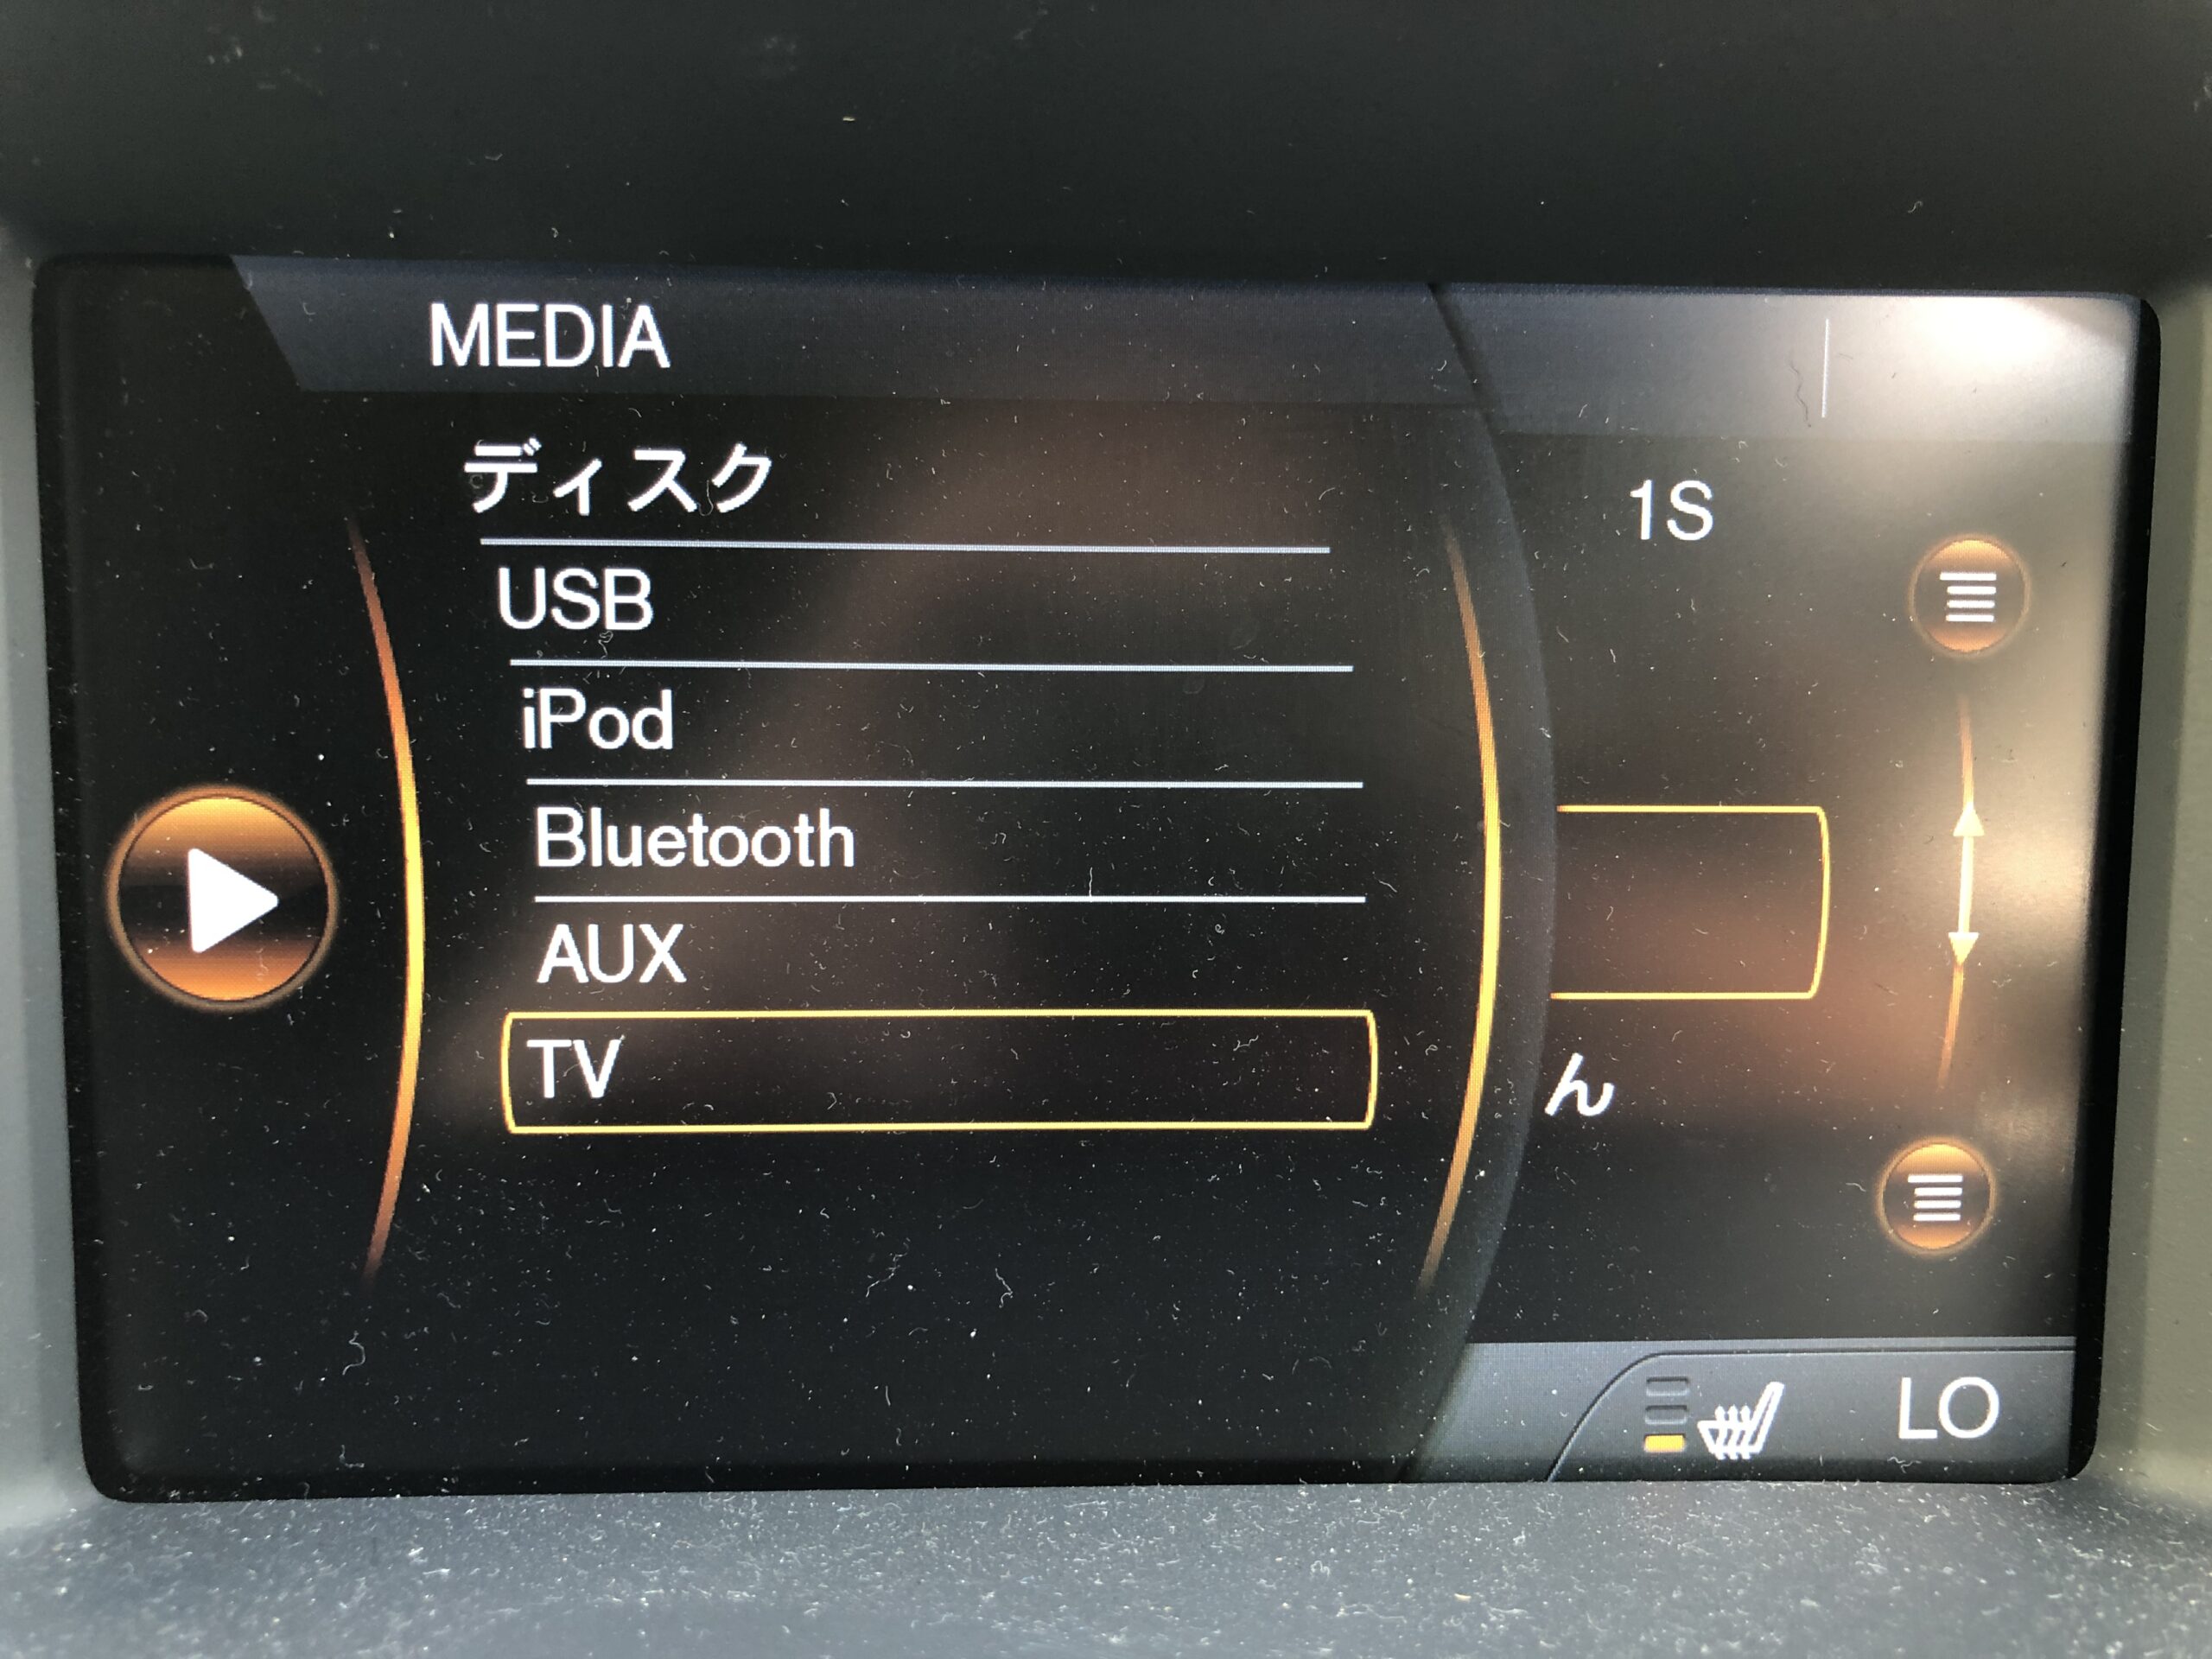 MEDIA
ディスク
1S
USB
iPod
Bluetooth
AUX
TV
ん
LO